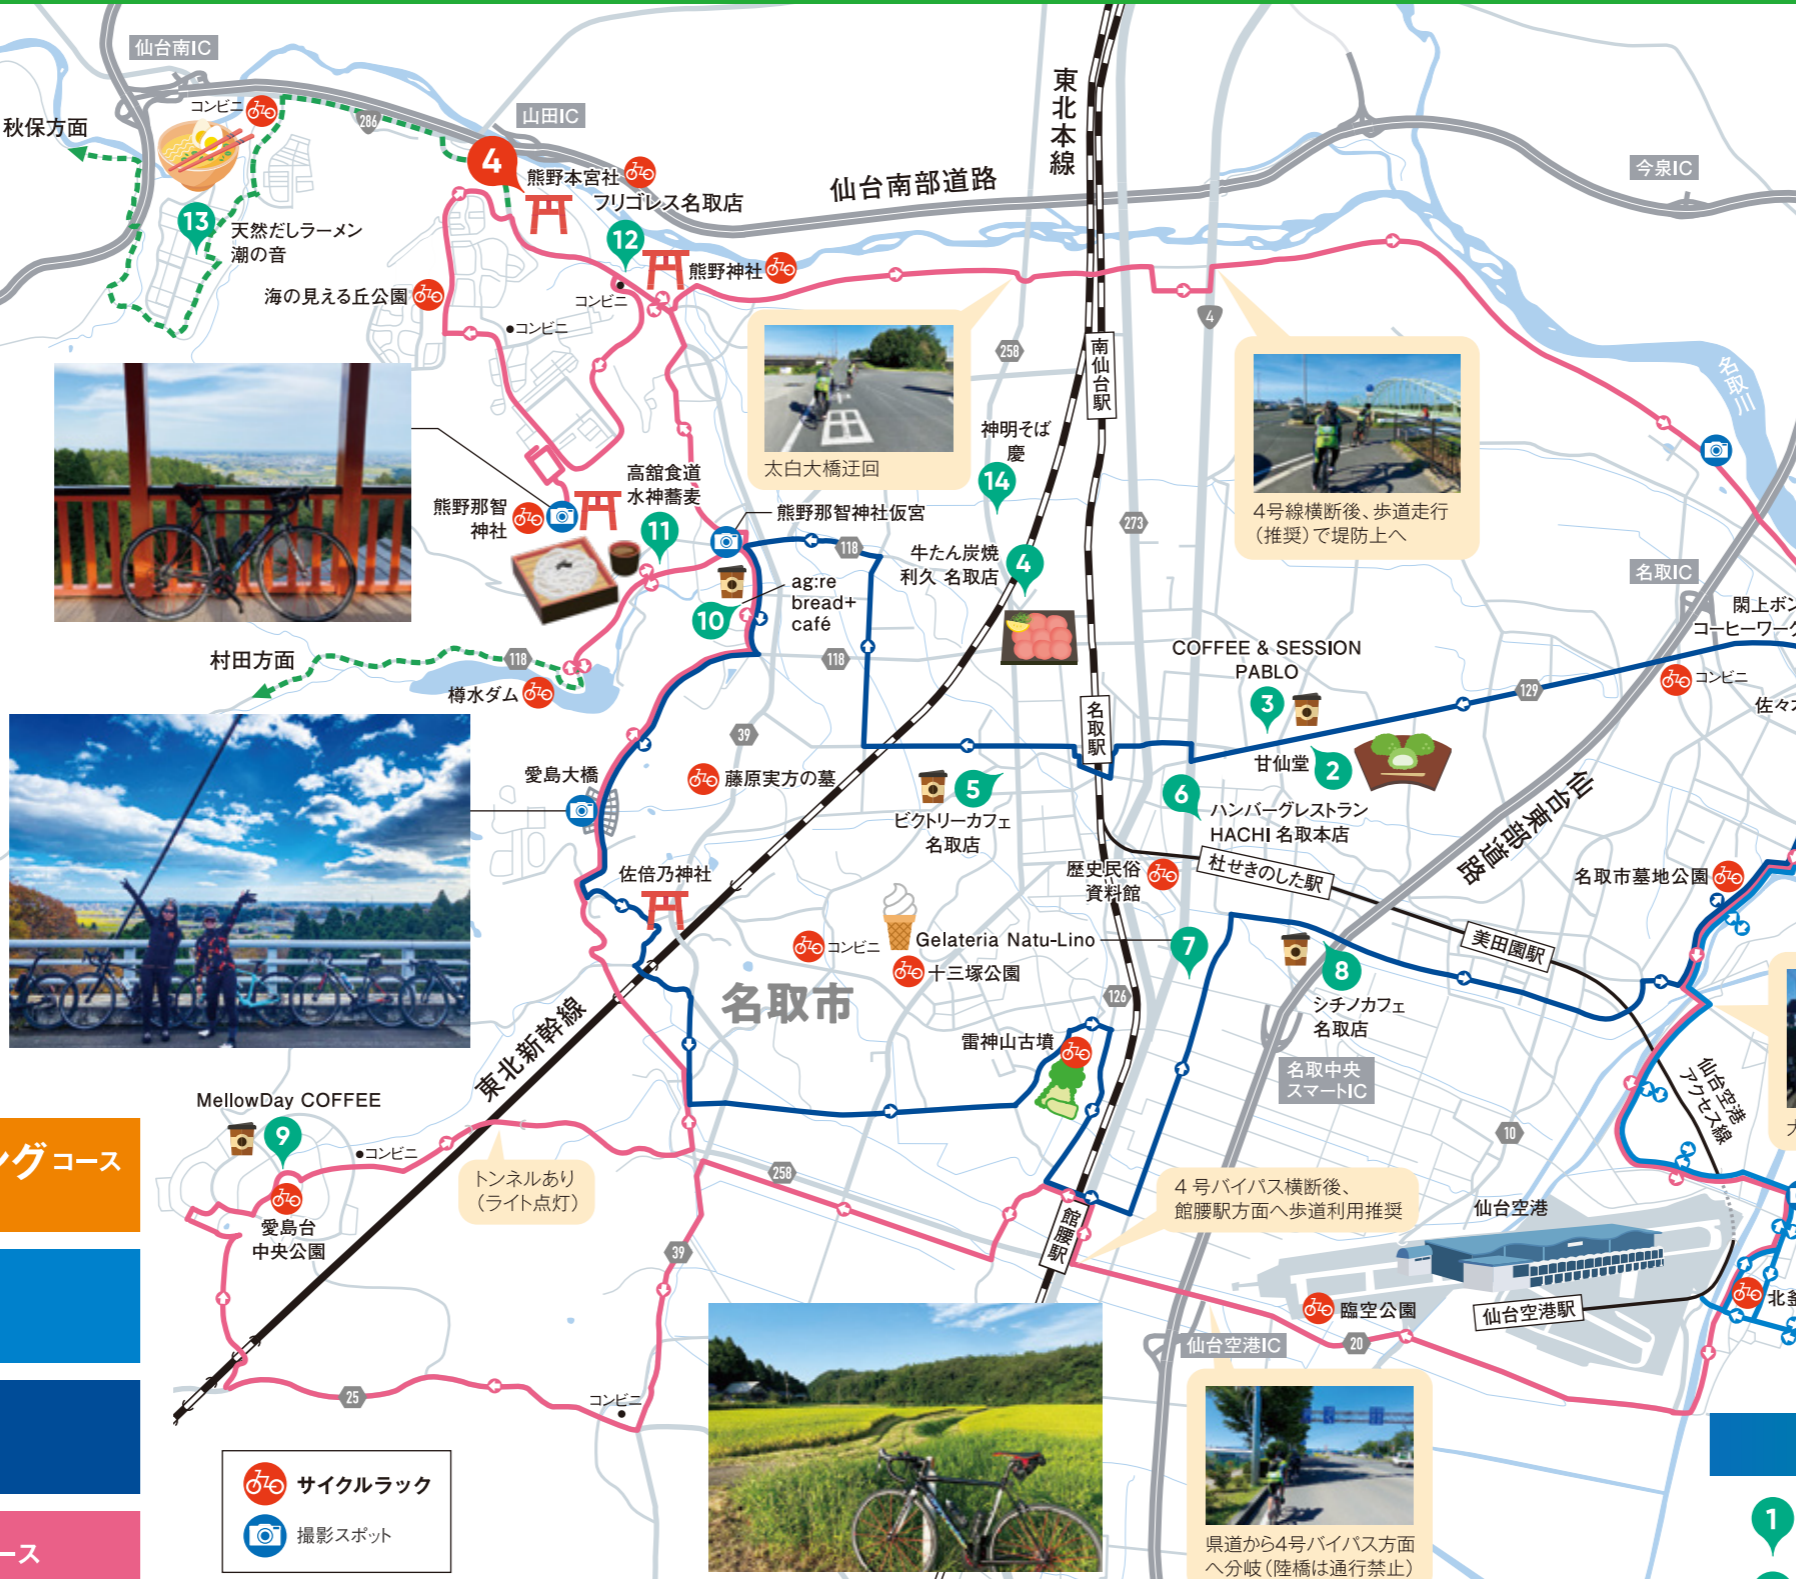 仙台南IC
コンビニ
秋保方面
286
山田IC
東北本線
仙台南部道路
今泉IC
4
熊野本宮社
フリゴレス名取店
13
天然だしラーメン
潮の音
12
熊野神社
海の見える丘公園
コンビニ
コンビニ
4
258
南仙台駅
名取川
太白大橋迂回
4号線横断後、歩道走行
(推奨)で堤防上へ
神明そば
慶
14
高舘食道
水神蕎麦
11
熊野那智
神社
熊野那智神社仮宮
118
273
牛たん炭焼
利久 名取店
4
名取IC
閖上ボン
コーヒーワーク
ag:re
bread+
café
10
118
村田方面
118
樽水ダム
COFFEE & SESSION
PABLO
3
129
コンビニ
佐々木
名取駅
39
愛島大橋
藤原実方の墓
甘仙堂
2
5
ビクトリーカフェ
名取店
6
ハンバーグレストラン
HACHI 名取本店
仙台東部道路
佐倍乃神社
歴史民俗
資料館
杜せきのした駅
名取市墓地公園
コンビニ
Gelateria Natu-Lino
7
十三塚公園
美田園駅
8
シチノカフェ
名取店
名取市
126
東北新幹線
雷神山古墳
名取中央
スマートIC
仙台空港
アクセス線
10
MellowDay COFFEE
9
コンビニ
愛島台
中央公園
トンネルあり
(ライト点灯)
258
4 号バイパス横断後、
館腰駅方面へ歩道利用推奨
館腰駅
仙台空港
39
臨空公園
仙台空港駅
北釜
仙台空港IC
20
25
コンビニ
ングコース
ース
サイクルラック
撮影スポット
県道から4号バイパス方面
へ分岐(陸橋は通行禁止)
1